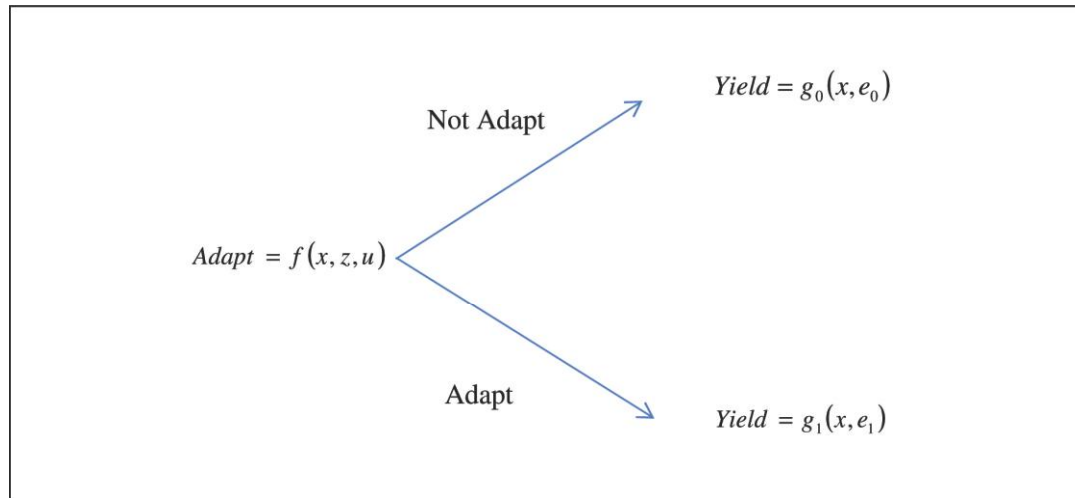 Yield = g₀(x, e₀)
Not Adapt
Adapt = f(x, z, u)
Adapt
Yield = g₁(x, e₁)